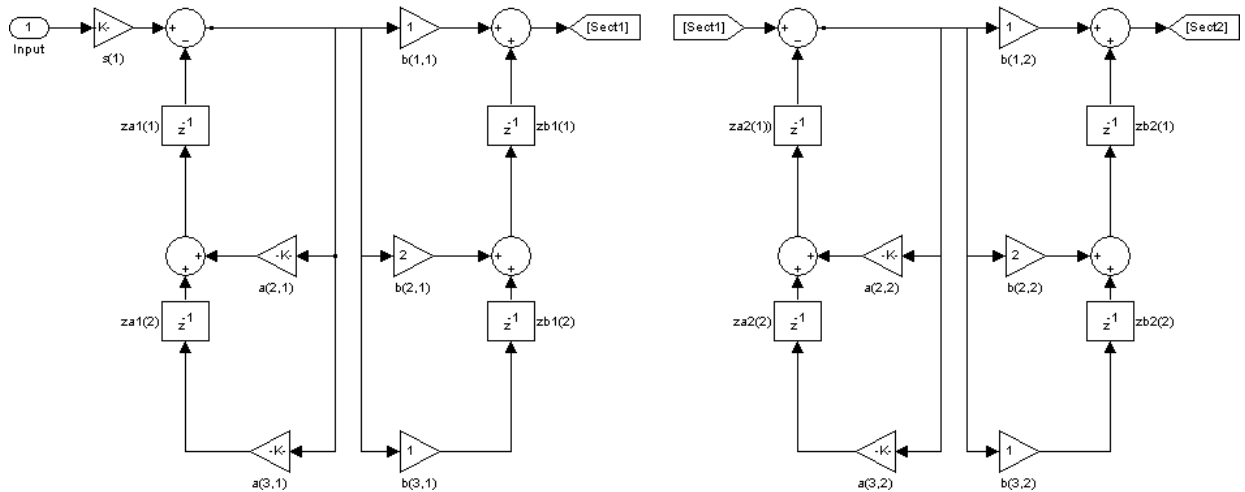 1
Input
K-
s(1)
+
−
1
b(1,1)
+
+
[Sect1]
za1(1)
z-1
z-1
zb1(1)
+
+
-K-
a(2,1)
2
b(2,1)
+
+
za1(2)
z-1
z-1
zb1(2)
-K-
a(3,1)
1
b(3,1)
[Sect1]
+
−
1
b(1,2)
+
+
[Sect2]
za2(1))
z-1
z-1
zb2(1)
+
+
-K-
a(2,2)
2
b(2,2)
+
+
za2(2)
z-1
z-1
zb2(2)
-K-
a(3,2)
1
b(3,2)